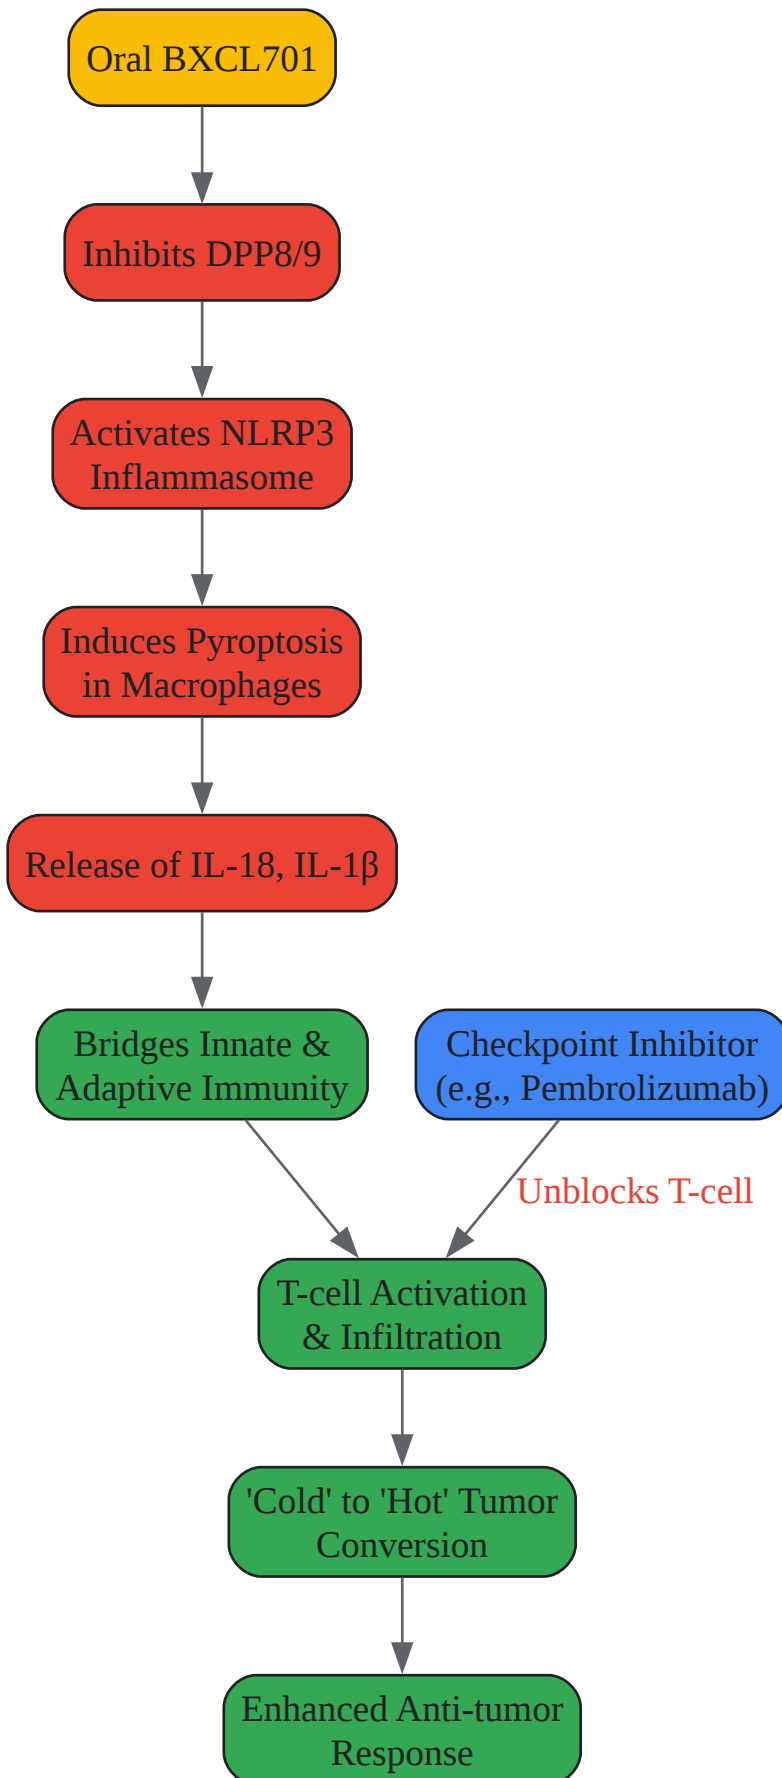 Oral BXCL701
Inhibits DPP8/9
Activates NLRP3
Inflammasome
Induces Pyroptosis
in Macrophages
Release of IL-18, IL-1β
Bridges Innate &
Adaptive Immunity
Checkpoint Inhibitor
(e.g., Pembrolizumab)
Unblocks T-cell
T-cell Activation
& Infiltration
'Cold' to 'Hot' Tumor
Conversion
Enhanced Anti-tumor
Response